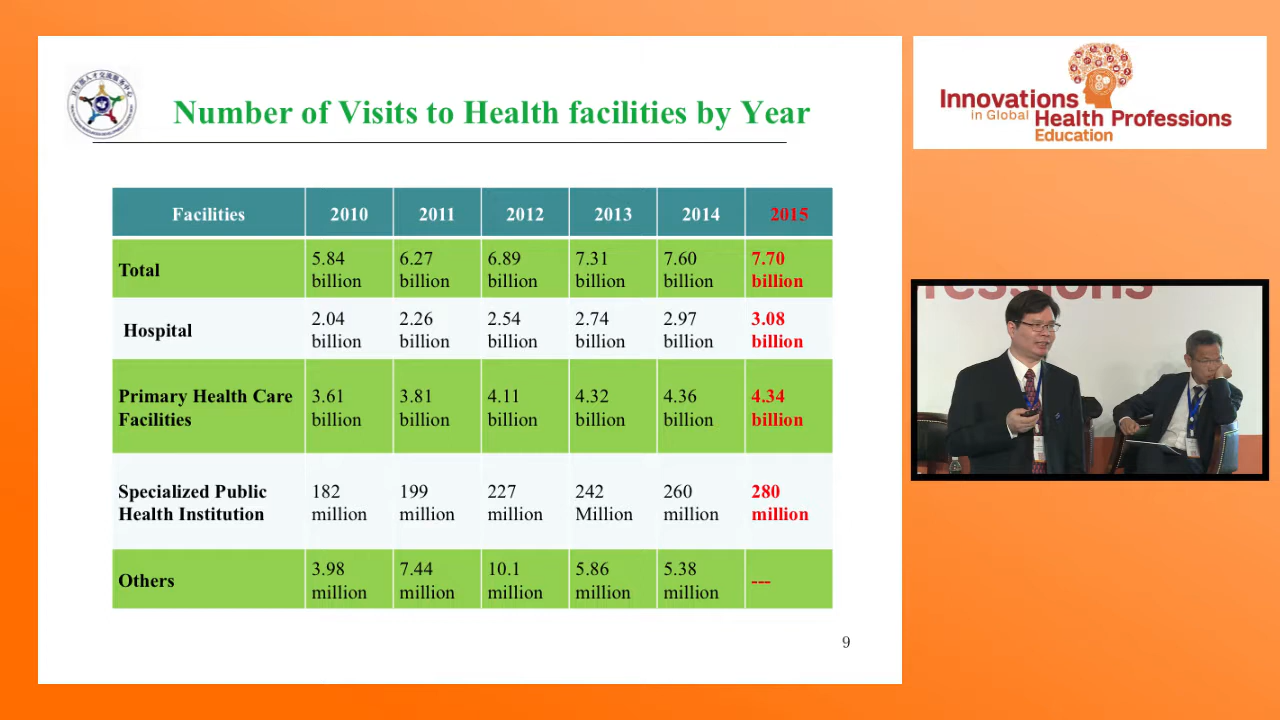 Number of Visits to Health facilities by Year
Facilities 2010 2011 2012 2013 2014 2015
Total 5.84 billion 6.27 billion 6.89 billion 7.31 billion 7.60 billion 7.70 billion
Hospital 2.04 billion 2.26 billion 2.54 billion 2.74 billion 2.97 billion 3.08 billion
Primary Health Care Facilities 3.61 billion 3.81 billion 4.11 billion 4.32 billion 4.36 billion 4.34 billion
Specialized Public Health Institution 182 million 199 million 227 million 242 Million 260 million 280 million
Others 3.98 million 7.44 million 10.1 million 5.86 million 5.38 million ---
9
Innovations
in Global Health Professions
Education